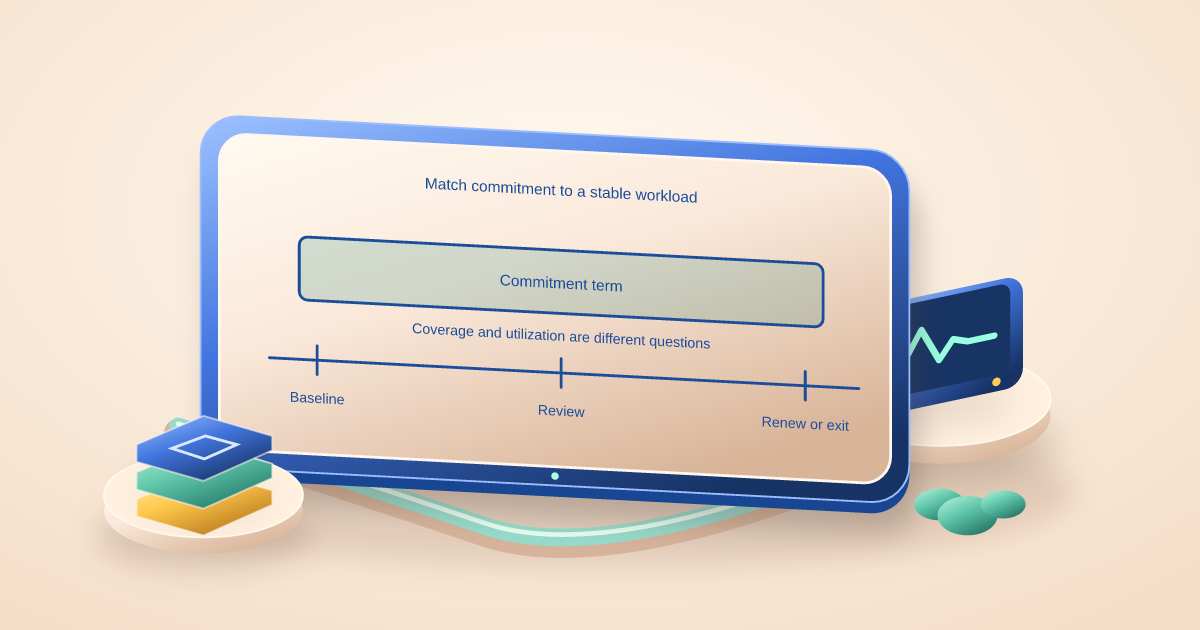 Match commitment to a stable workload
Commitment term
Coverage and utilization are different questions
Baseline
Review
Renew or exit